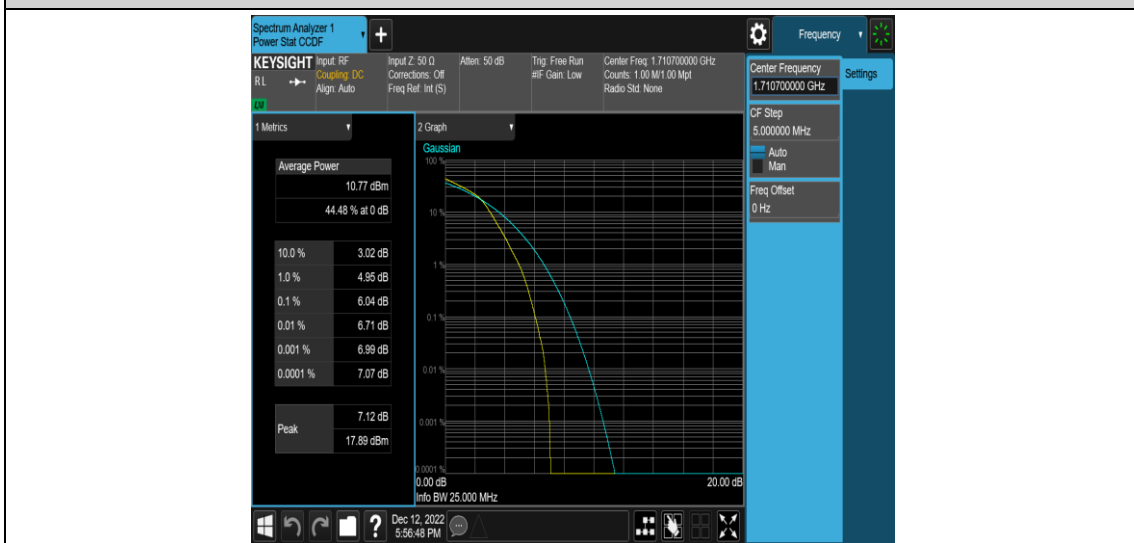 Spectrum Analyzer 1
Power Stat CCDF
+
Frequency
KEYSIGHT
RL
LXI
Input: RF
Coupling: DC
Align: Auto
Input Z: 50 Ω
Corrections: Off
Freq Ref: Int (S)
Atten: 50 dB
Trig: Free Run
#IF Gain: Low
Center Freq: 1.710700000 GHz
Counts: 1.00 M/1.00 Mpt
Radio Std: None
Center Frequency
1.710700000 GHz
Settings
CF Step
5.000000 MHz
Auto
Man
Freq Offset
0 Hz
1 Metrics
Average Power
10.77 dBm
44.48 % at 0 dB
10.0 % 3.02 dB
1.0 % 4.95 dB
0.1 % 6.04 dB
0.01 % 6.71 dB
0.001 % 6.99 dB
0.0001 % 7.07 dB
Peak
7.12 dB
17.89 dBm
2 Graph
Gaussian
100 %
10 %
1 %
0.1 %
0.01 %
0.001 %
0.0001 %
0.00 dB 20.00 dB
Info BW 25.000 MHz
?
Dec 12, 2022
5:56:48 PM